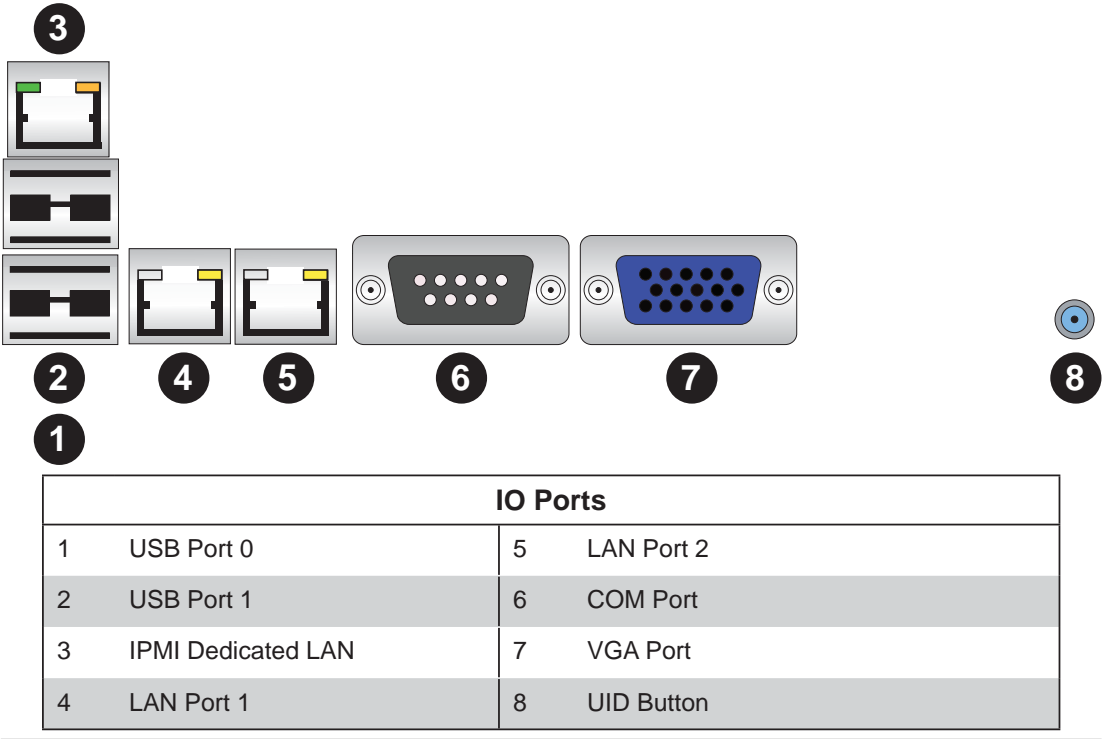 3
2
4
5
6
7
8
1
IO Ports
1 USB Port 0 5 LAN Port 2
2 USB Port 1 6 COM Port
3 IPMI Dedicated LAN 7 VGA Port
4 LAN Port 1 8 UID Button